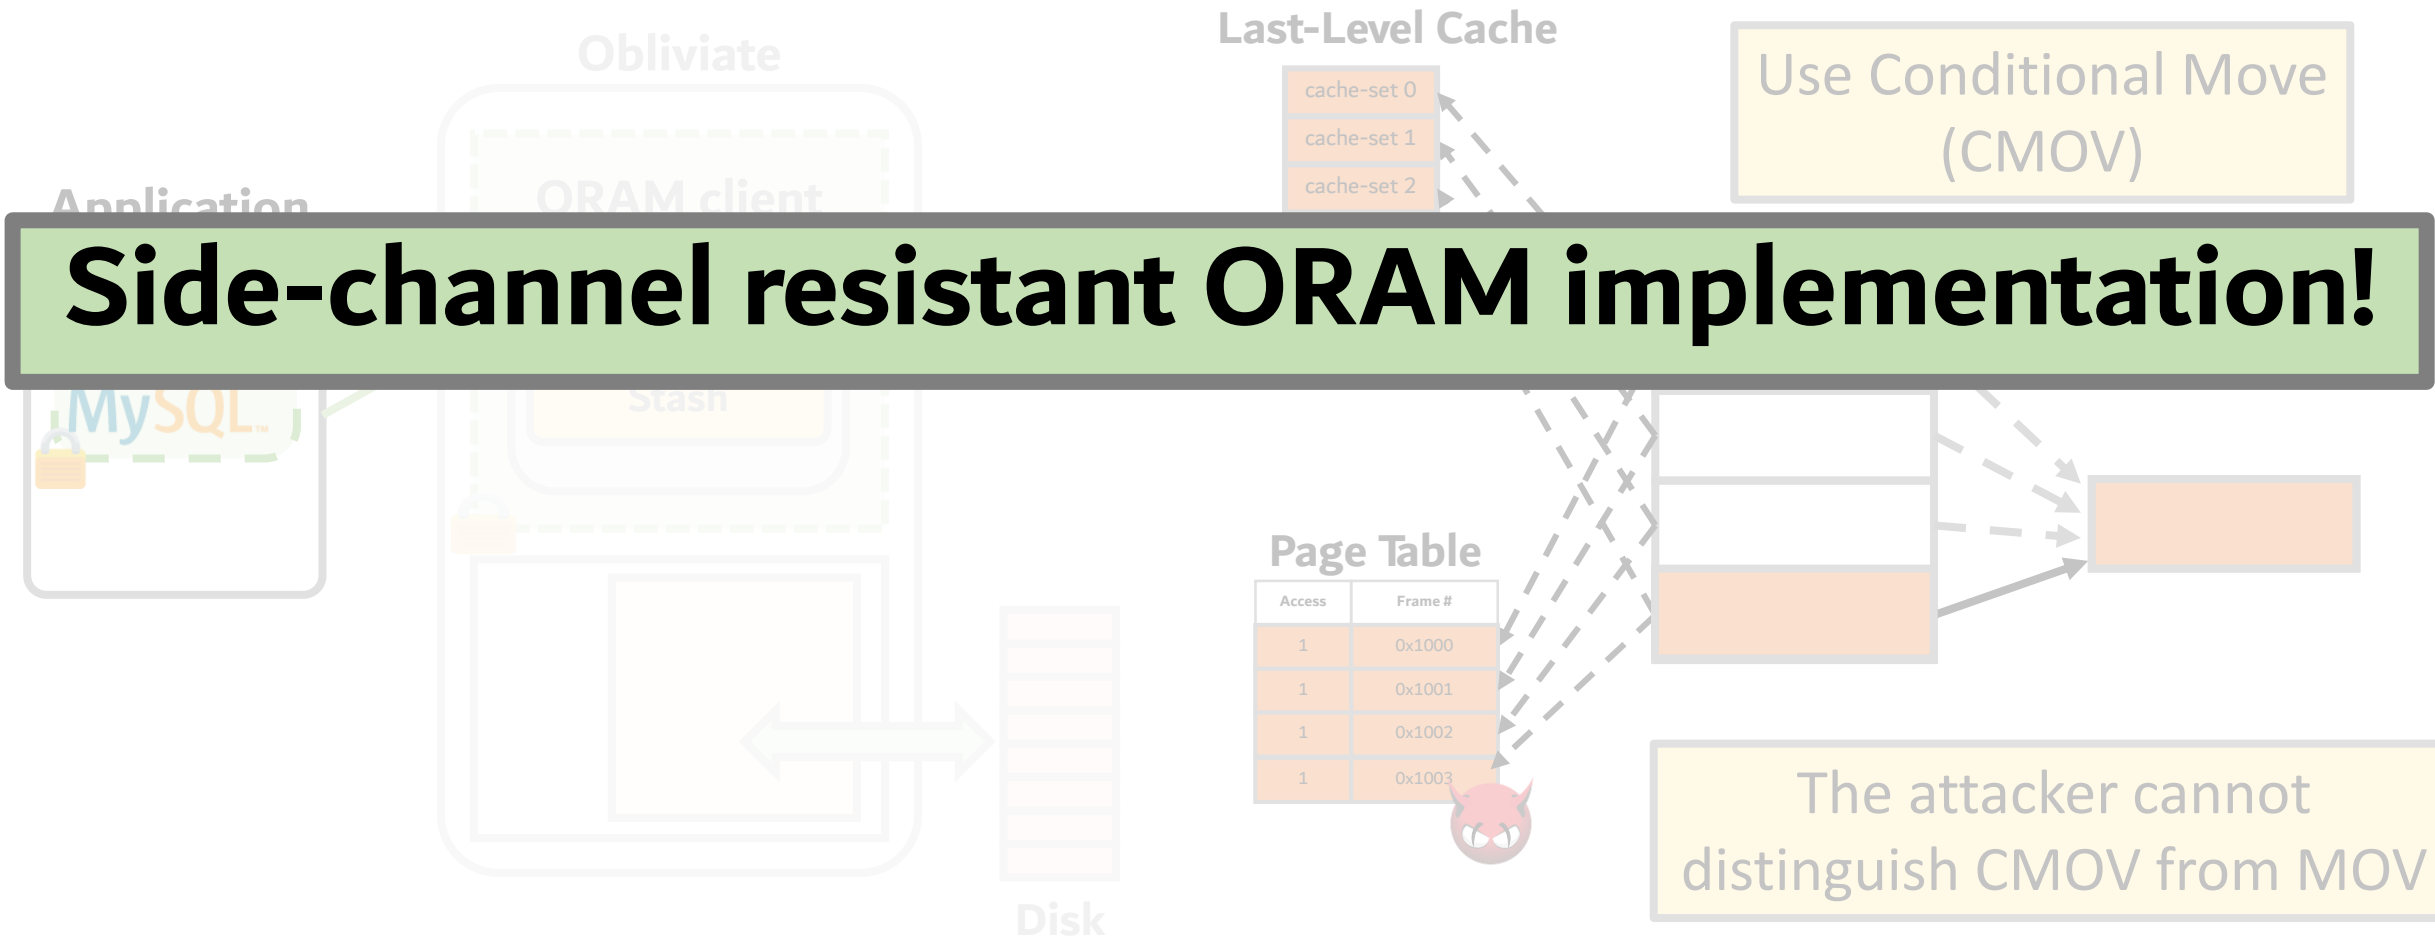 Last-Level Cache
Obliviate
Use Conditional Move
(CMOV)
cache-set 0
cache-set 1
cache-set 2
Application
ORAM client
Side-channel resistant ORAM implementation!
MySQL™
Stash
Page Table
Access Frame #
1 0x1000
1 0x1001
1 0x1002
1 0x1003
The attacker cannot
distinguish CMOV from MOV
Disk